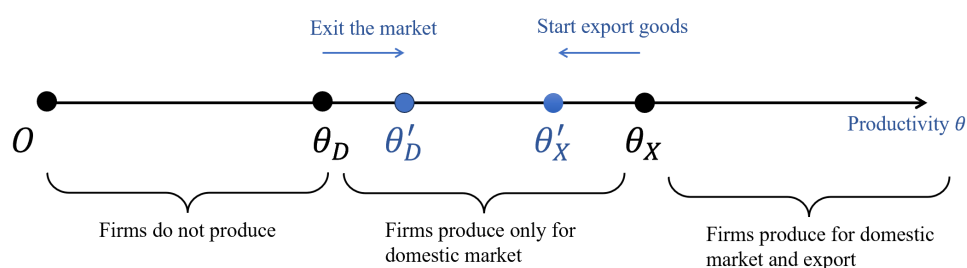 Exit the market
Start export goods
O
θ_D
θ′_D
θ′_X
θ_X
Productivity θ
Firms do not produce
Firms produce only for
domestic market
Firms produce for domestic
market and export